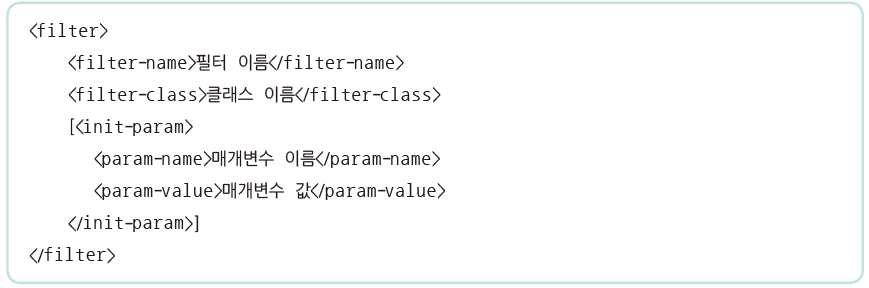 <filter>
<filter-name>필터 이름</filter-name>
<filter-class>클래스 이름</filter-class>
[<init-param>
<param-name>매개변수 이름</param-name>
<param-value>매개변수 값</param-value>
</init-param>]
</filter>